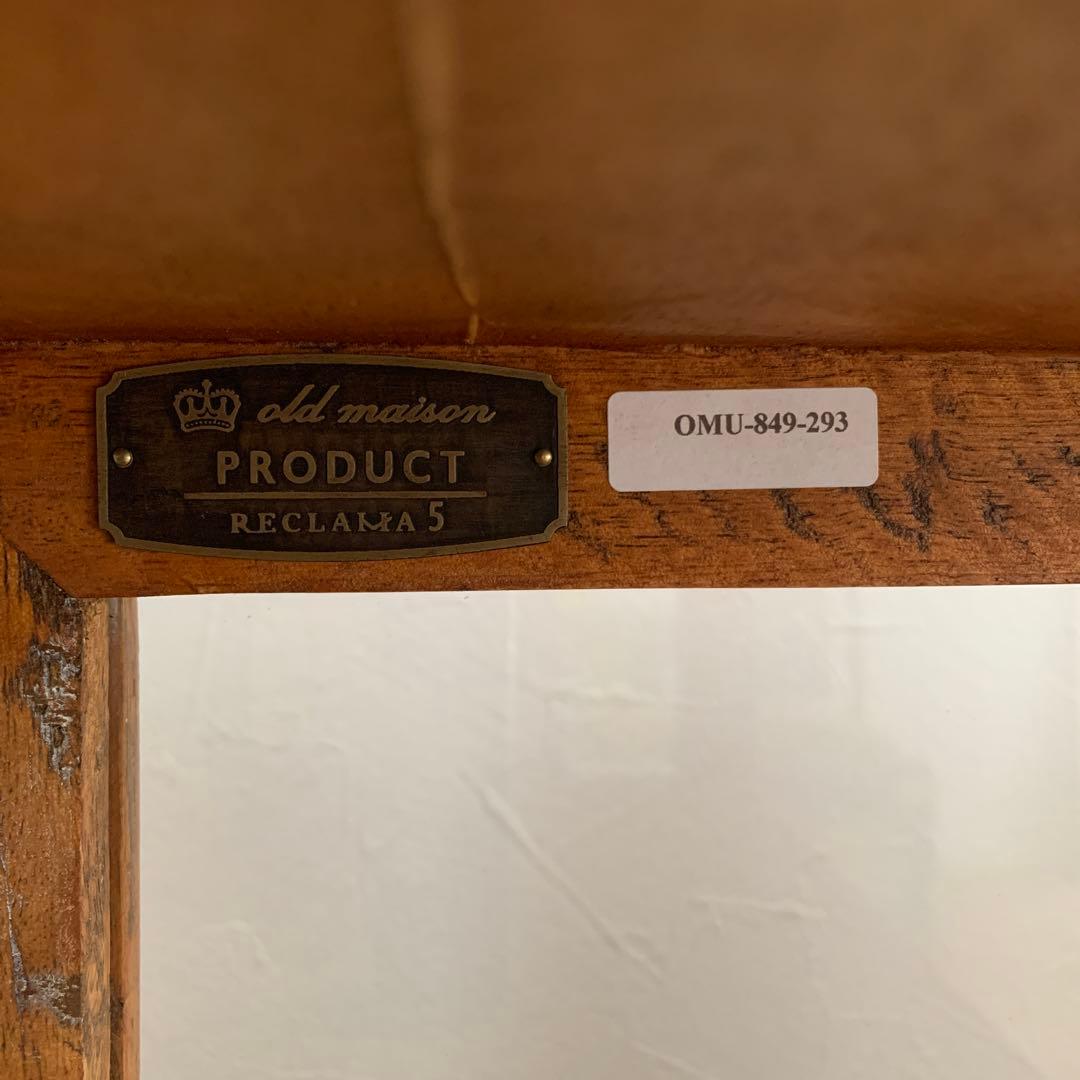 old maison
PRODUCT
RECLAMA 5
OMU-849-293